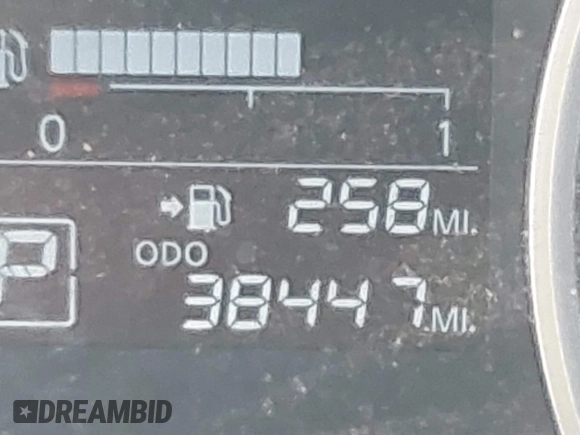 0 1
258 MI.
P
ODO
38447 MI.
DREAMBID